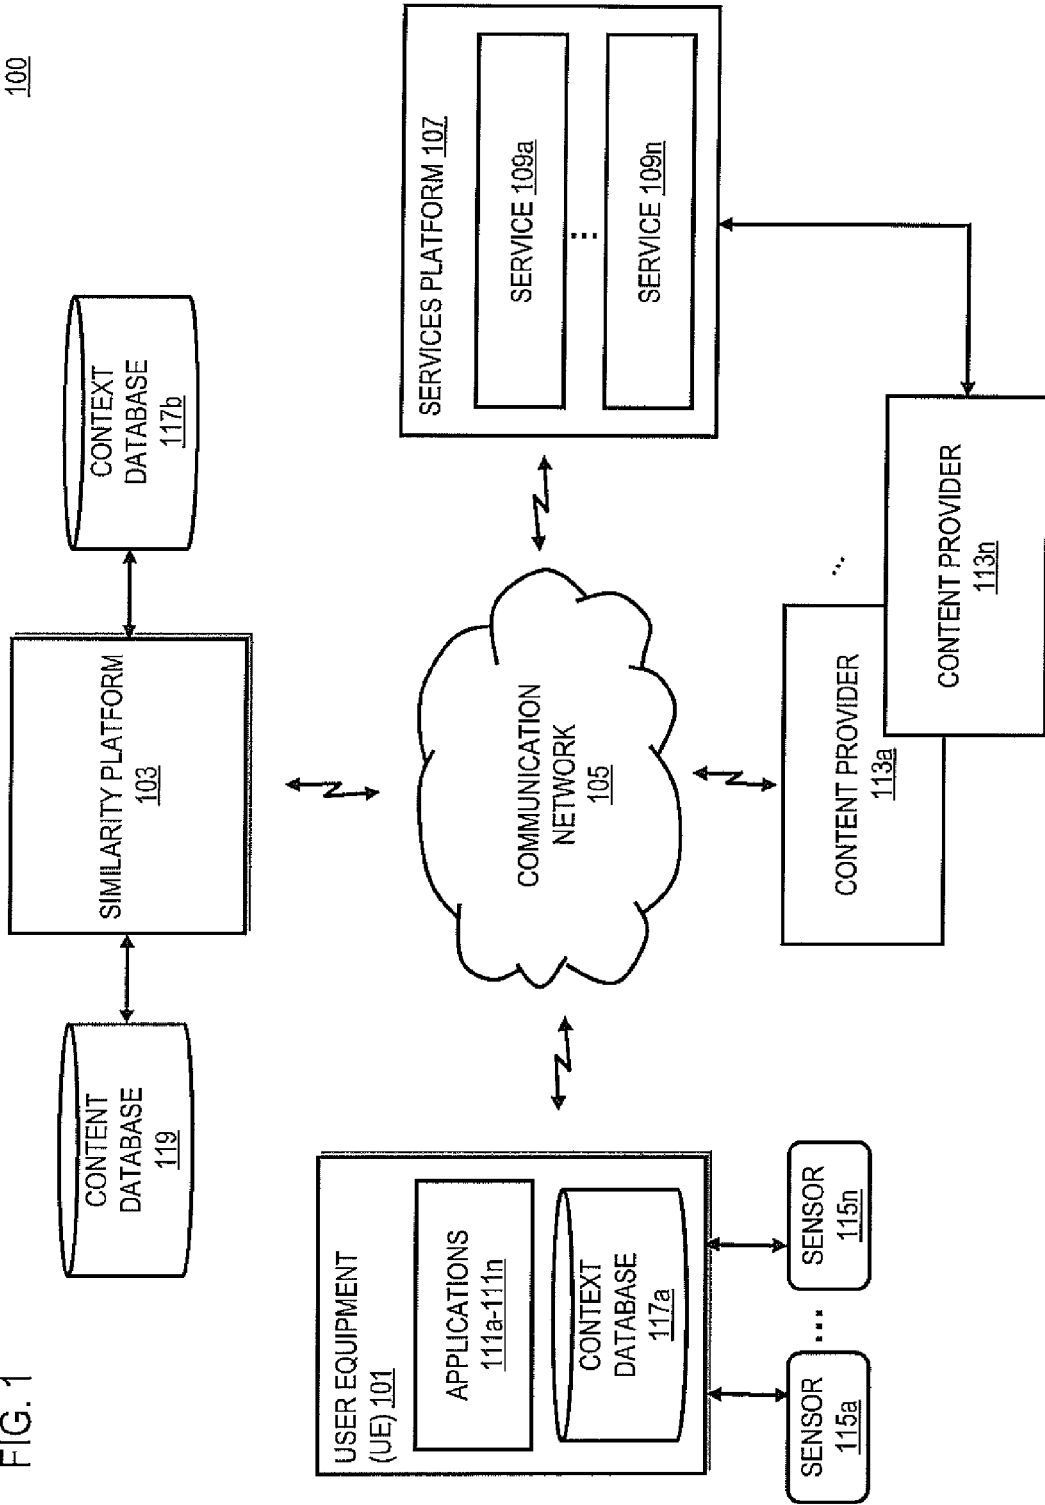 FIG. 1
100
CONTENT
DATABASE
119
SIMILARITY PLATFORM
103
CONTEXT
DATABASE
117b
USER EQUIPMENT
(UE) 101
APPLICATIONS
111a-111n
CONTEXT
DATABASE
117a
SENSOR
115a
...
SENSOR
115n
COMMUNICATION
NETWORK
105
SERVICES PLATFORM 107
SERVICE 109a
...
SERVICE 109n
CONTENT PROVIDER
113a
...
CONTENT PROVIDER
113n